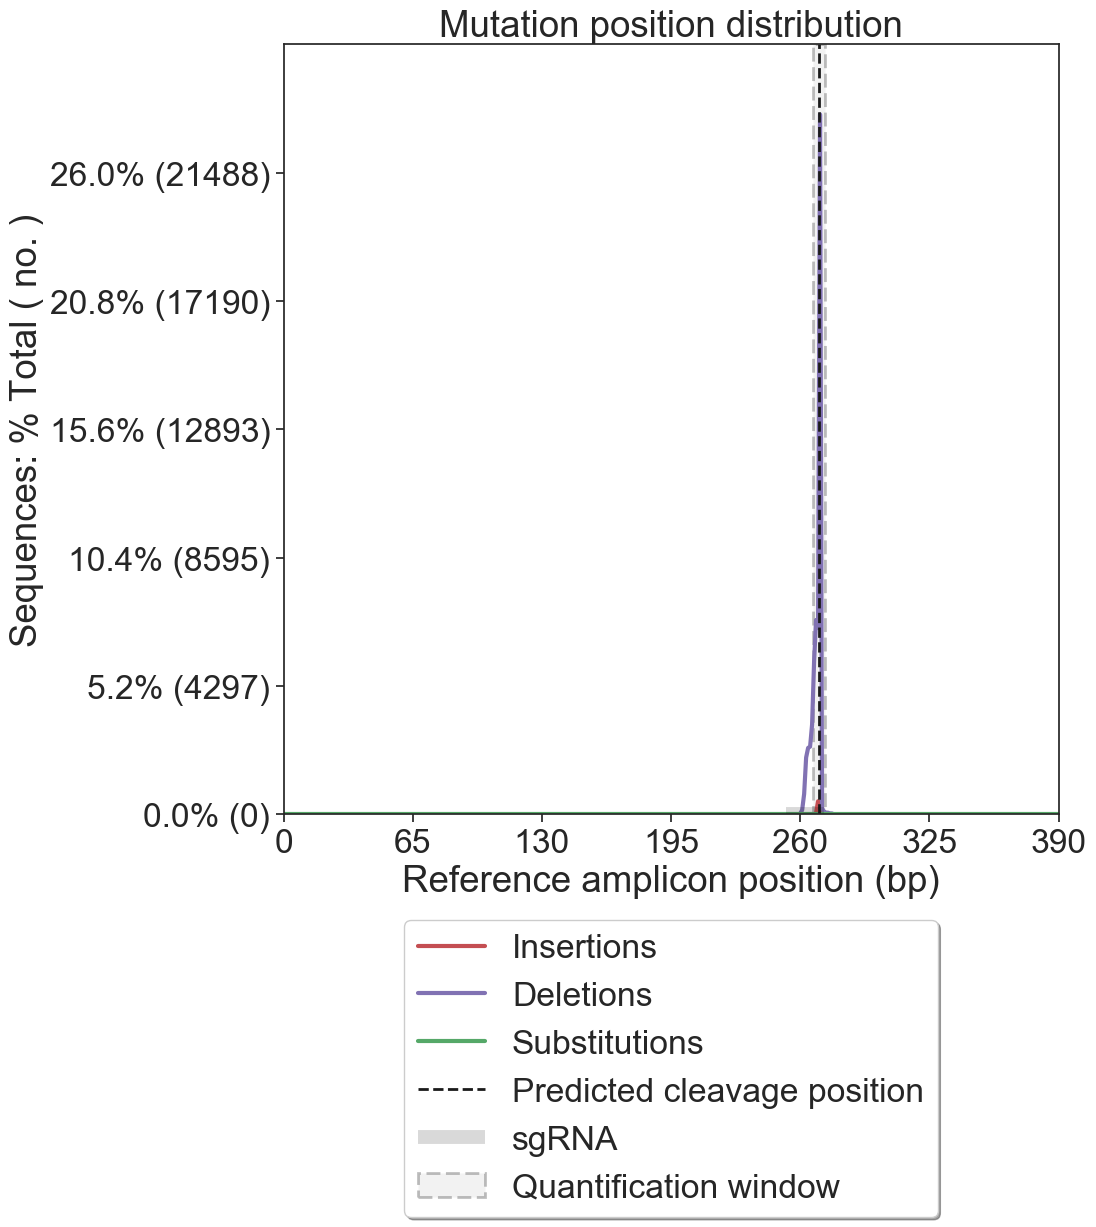 Mutation position distribution
Sequences: % Total ( no. )
26.0% (21488)
20.8% (17190)
15.6% (12893)
10.4% (8595)
5.2% (4297)
0.0% (0)
0 65 130 195 260 325 390
Reference amplicon position (bp)
Insertions
Deletions
Substitutions
Predicted cleavage position
sgRNA
Quantification window